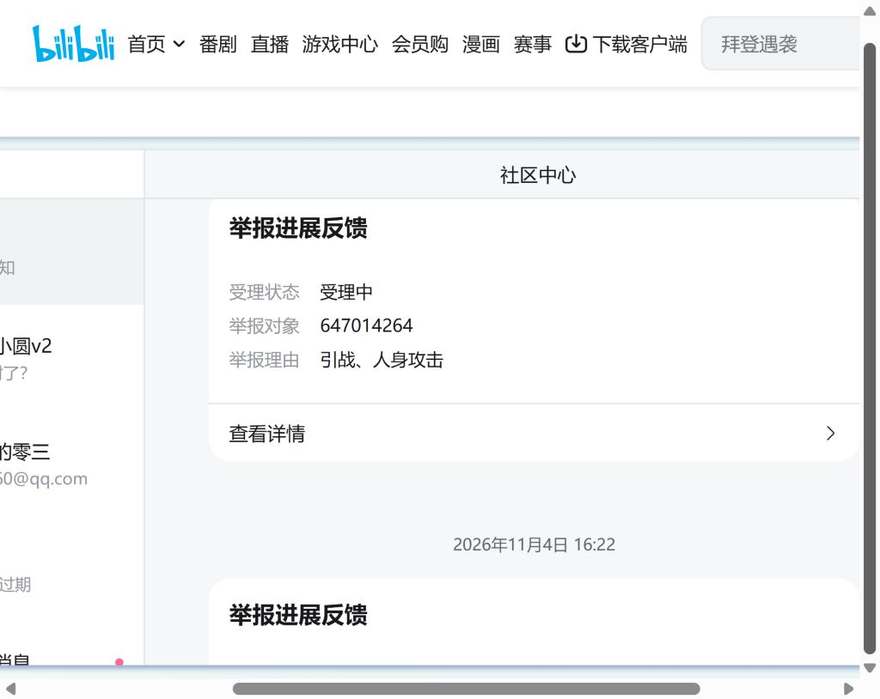 bilibili 首页 番剧 直播 游戏中心 会员购 漫画 赛事 下载客户端 拜登遇袭
社区中心
举报进展反馈
知
受理状态 受理中
举报对象 647014264
小圆v2
举报理由 引战、人身攻击
了?
查看详情
的零三
60@qq.com
2026年11月4日 16:22
过期
举报进展反馈
消息